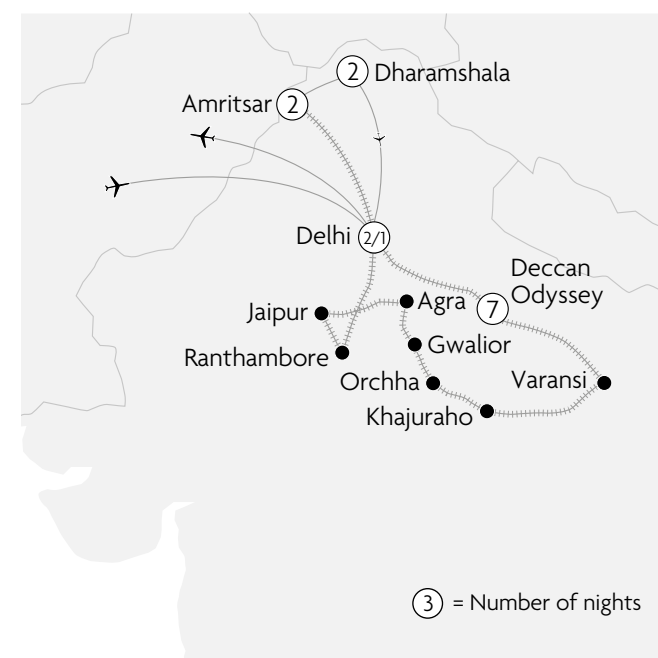 2 Dharamshala
Amritsar 2
Delhi 2/1
Deccan
Odyssey
7
Jaipur
Agra
Ranthambore
Gwalior
Orchha
Varansi
Khajuraho
3 = Number of nights